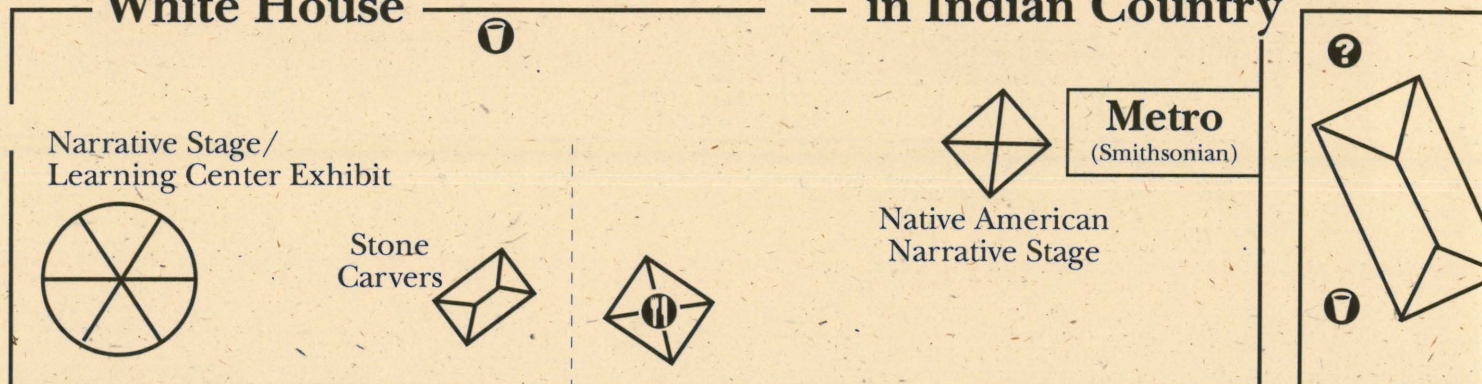 White House
in Indian Country
?
Narrative Stage/
Learning Center Exhibit
Metro
(Smithsonian)
Native American
Narrative Stage
Stone
Carvers